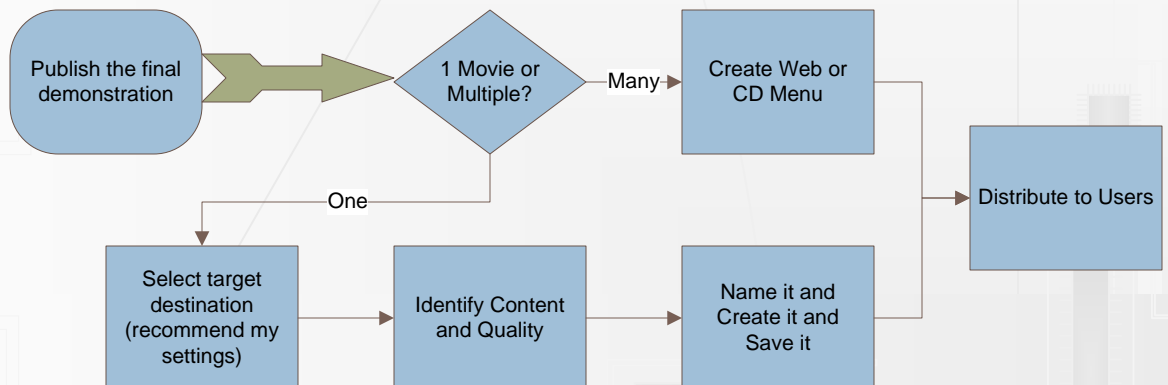 Publish the final
demonstration
1 Movie or
Multiple?
Many
Create Web or
CD Menu
Distribute to Users
One
Select target
destination
(recommend my
settings)
Identify Content
and Quality
Name it and
Create it and
Save it